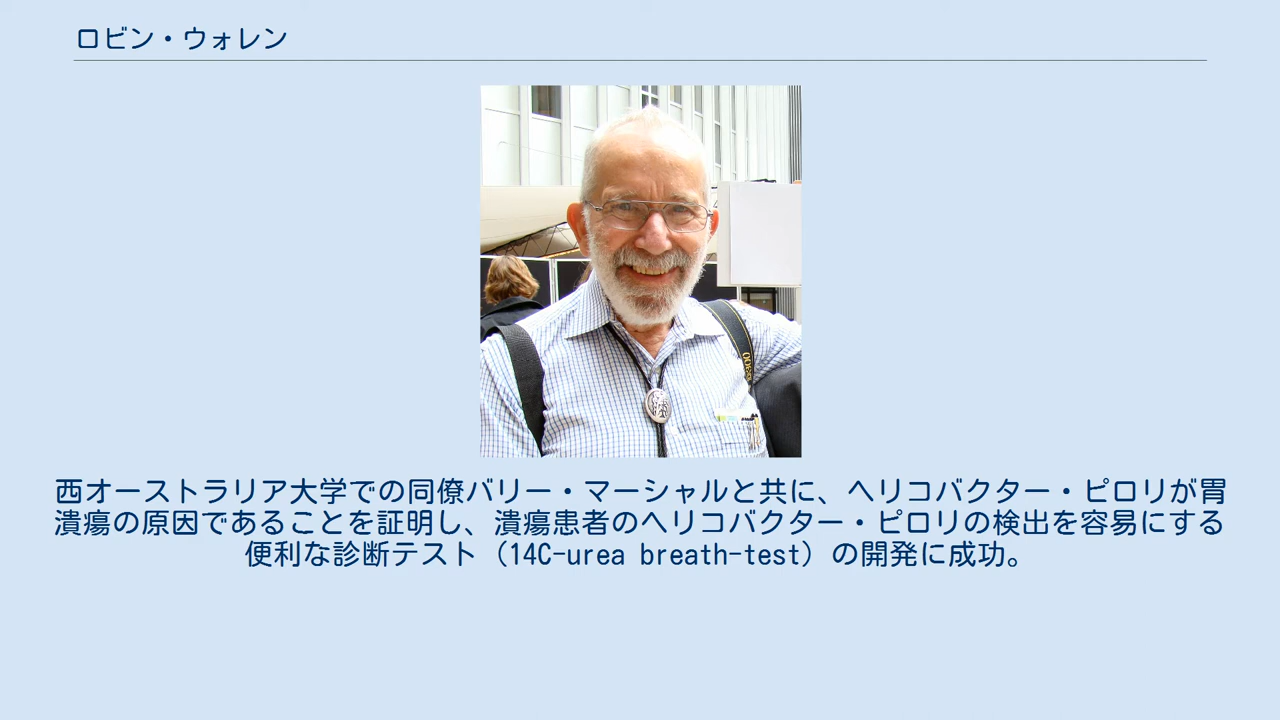 ロビン・ウォレン
西オーストラリア大学での同僚バリー・マーシャルと共に、ヘリコバクター・ピロリが胃
潰瘍の原因であることを証明し、潰瘍患者のヘリコバクター・ピロリの検出を容易にする
便利な診断テスト（14C-urea breath-test）の開発に成功。